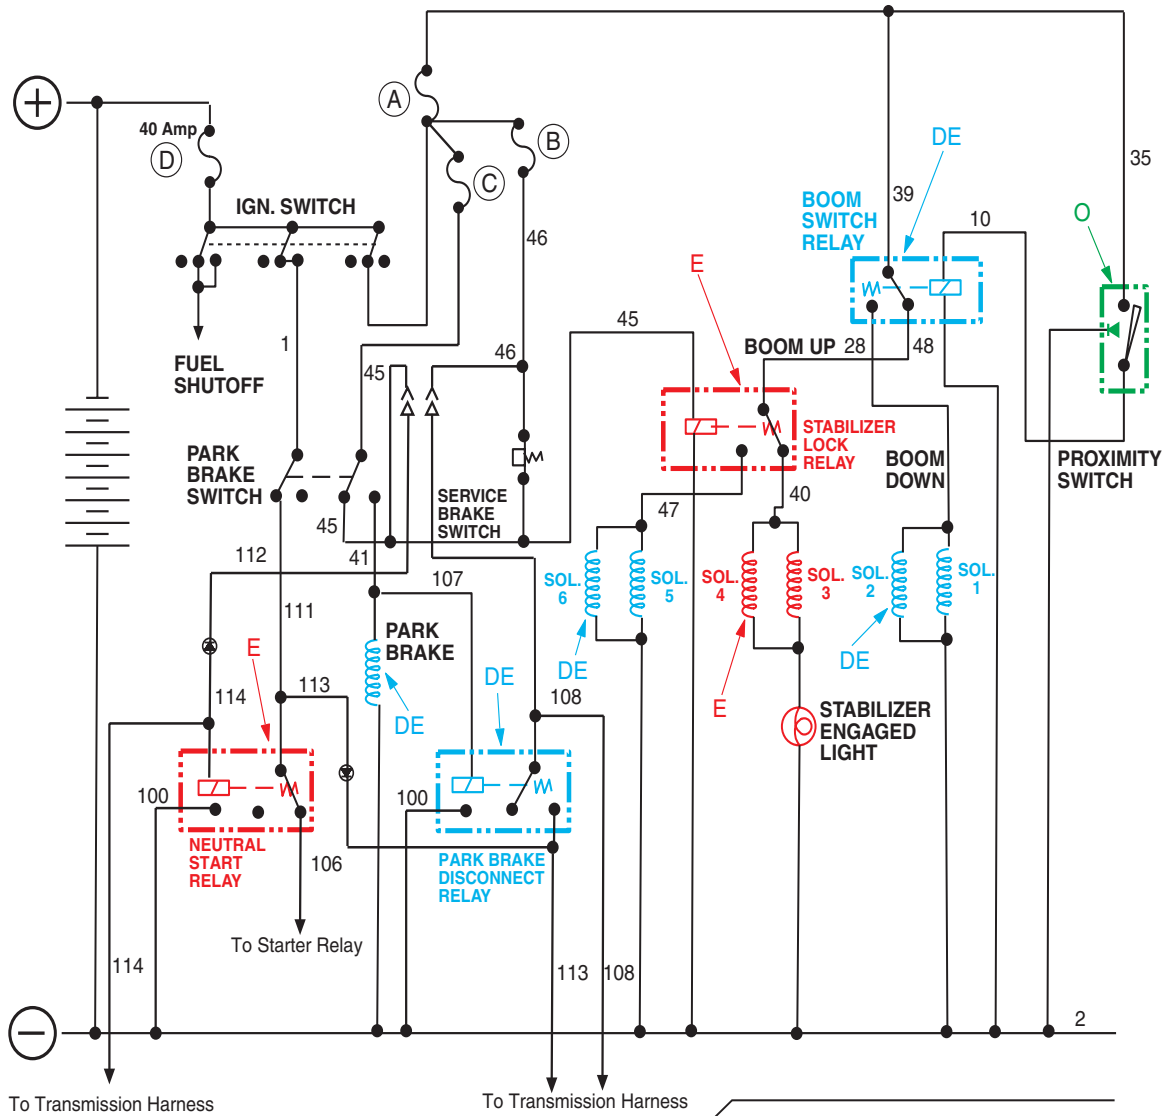 +
A
B
C
40 Amp
D
DE
35
39
BOOM
SWITCH
RELAY
10
O
IGN. SWITCH
46
E
45
1
BOOM UP
28
48
46
FUEL
SHUTOFF
45
STABILIZER
LOCK
RELAY
PARK
BRAKE
SWITCH
BOOM
DOWN
PROXIMITY
SWITCH
SERVICE
BRAKE
SWITCH
45
40
47
112
41
107
SOL.
6
SOL.
5
SOL.
4
SOL.
3
SOL.
2
SOL.
1
111
PARK
BRAKE
E
113
DE
DE
108
DE
E
DE
114
STABILIZER
ENGAGED
LIGHT
100
100
NEUTRAL
START
RELAY
106
PARK BRAKE
DISCONNECT
RELAY
To Starter Relay
114
113
108
−
2
To Transmission Harness
To Transmission Harness